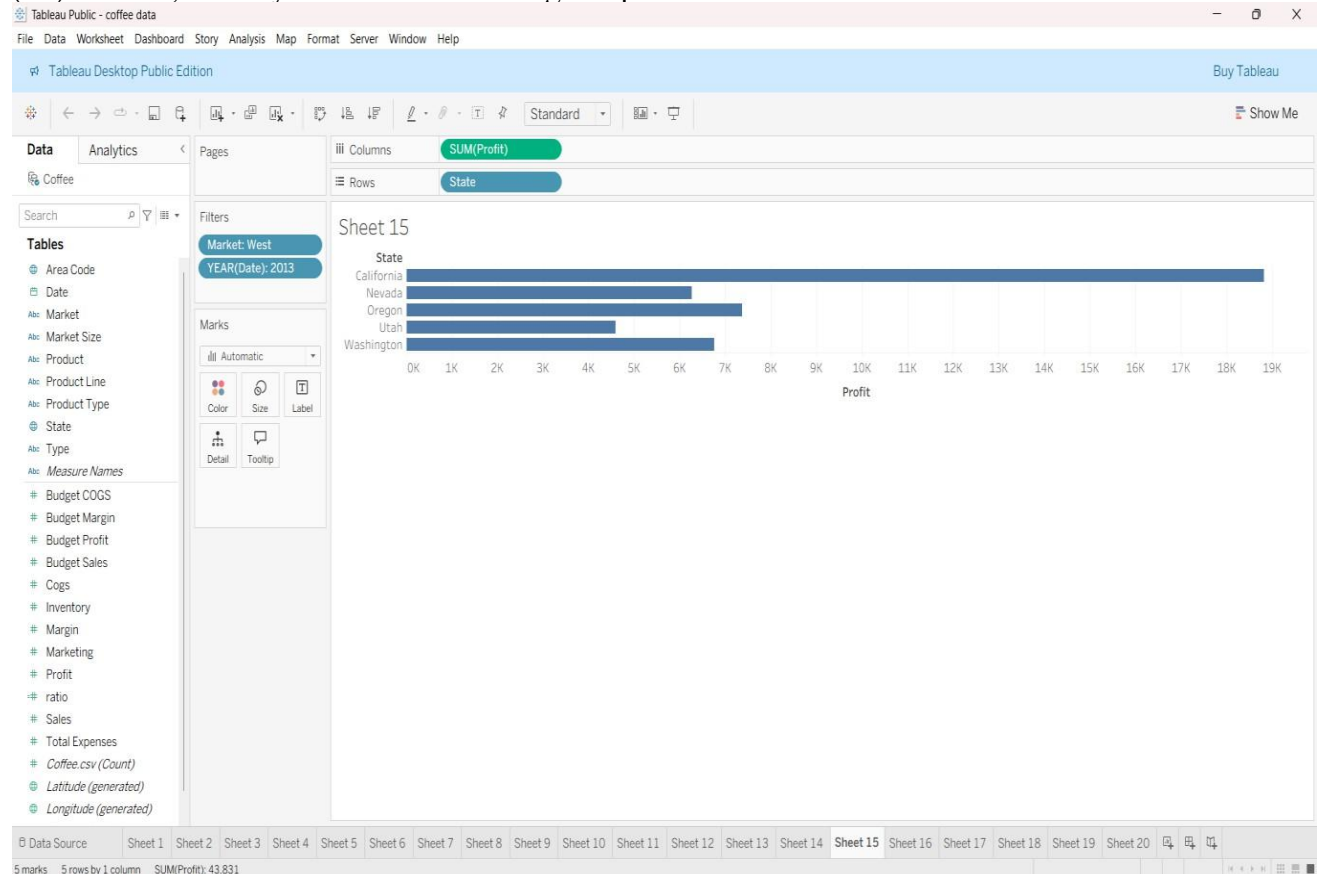 Tableau Public - coffee data
File Data Worksheet Dashboard Story Analysis Map Format Server Window Help
Tableau Desktop Public Edition
Buy Tableau
Standard
Show Me
Data Analytics
Coffee
Search
Tables
Area Code
Date
Abc Market
Abc Market Size
Abc Product
Abc Product Line
Abc Product Type
State
Abc Type
Abc Measure Names
# Budget COGS
# Budget Margin
# Budget Profit
# Budget Sales
# Cogs
# Inventory
# Margin
# Marketing
# Profit
=# ratio
# Sales
# Total Expenses
# Coffee.csv (Count)
Latitude (generated)
Longitude (generated)
Pages
Filters
Market: West
YEAR(Date): 2013
Marks
Automatic
Color Size Label
Detail Tooltip
Columns SUM(Profit)
Rows State
Sheet 15
State
California
Nevada
Oregon
Utah
Washington
0K 1K 2K 3K 4K 5K 6K 7K 8K 9K 10K 11K 12K 13K 14K 15K 16K 17K 18K 19K
Profit
Data Source Sheet 1 Sheet 2 Sheet 3 Sheet 4 Sheet 5 Sheet 6 Sheet 7 Sheet 8 Sheet 9 Sheet 10 Sheet 11 Sheet 12 Sheet 13 Sheet 14 Sheet 15 Sheet 16 Sheet 17 Sheet 18 Sheet 19 Sheet 20
5 marks 5 rows by 1 column SUM(Profit): 43.831